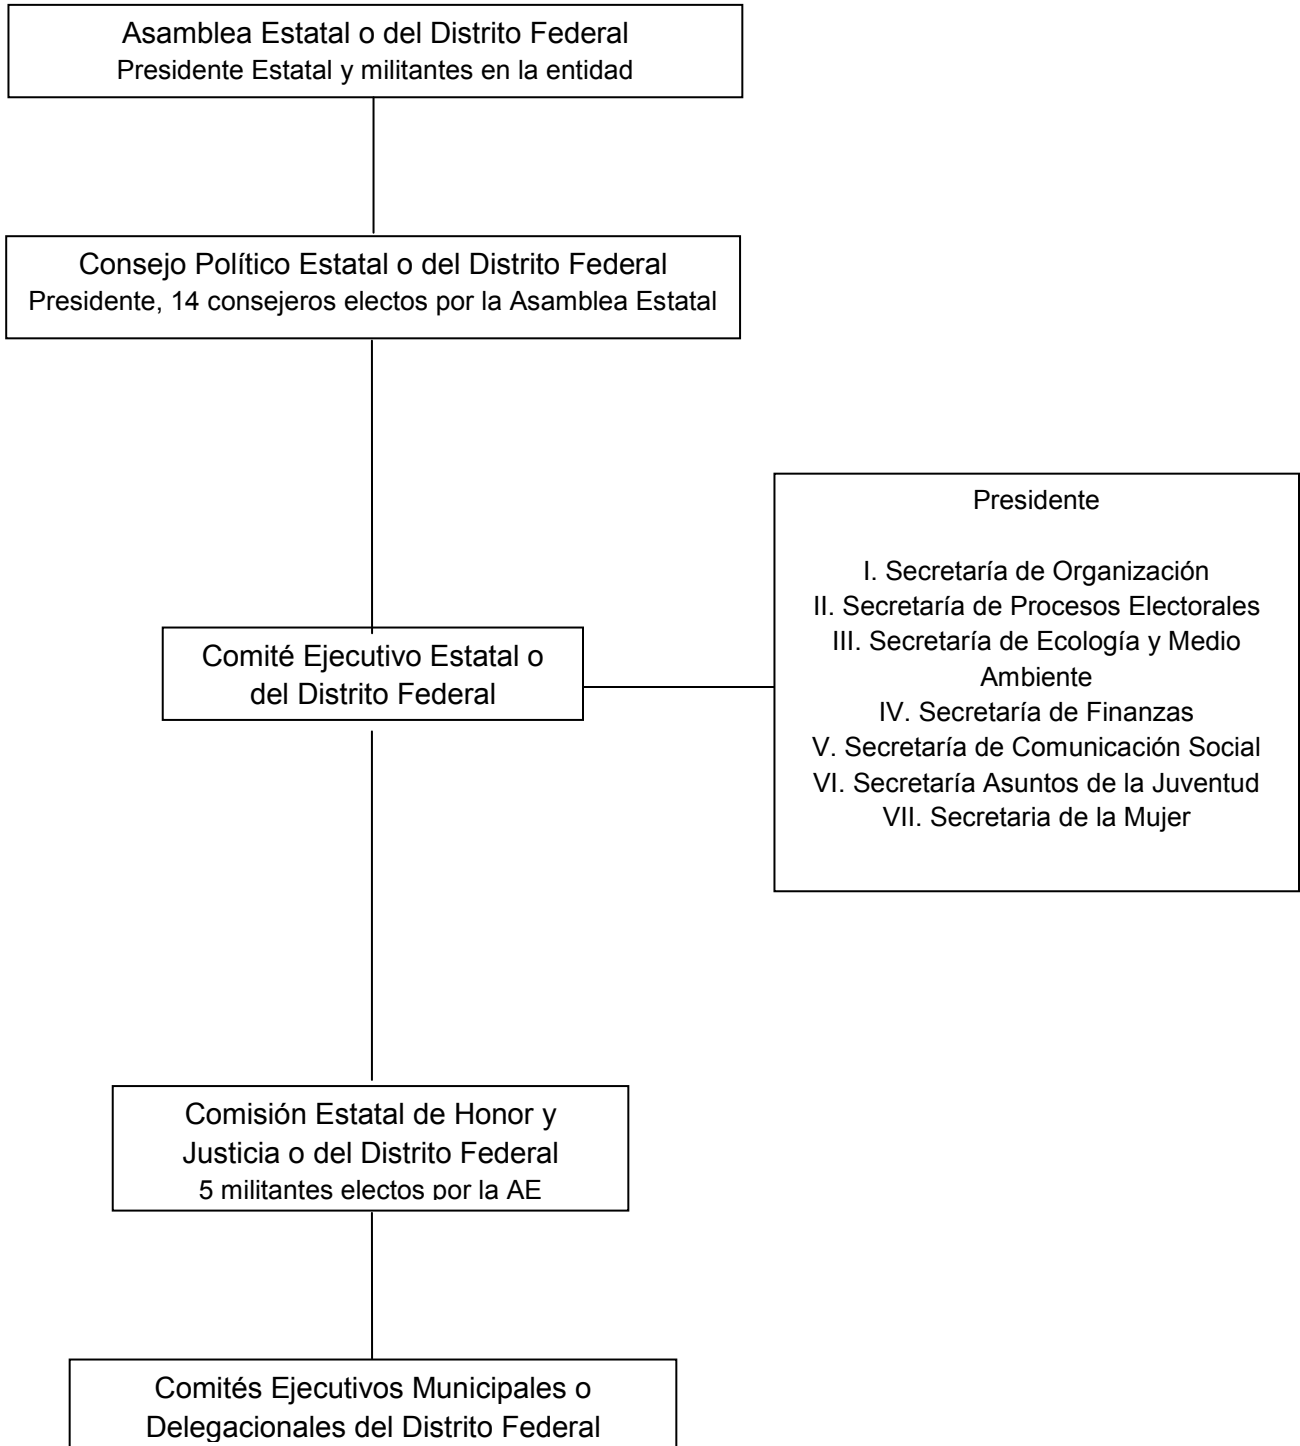 Asamblea Estatal o del Distrito Federal
Presidente Estatal y militantes en la entidad
Consejo Político Estatal o del Distrito Federal
Presidente, 14 consejeros electos por la Asamblea Estatal
Presidente
I. Secretaría de Organización
II. Secretaría de Procesos Electorales
III. Secretaría de Ecología y Medio
Ambiente
IV. Secretaría de Finanzas
V. Secretaría de Comunicación Social
VI. Secretaría Asuntos de la Juventud
VII. Secretaria de la Mujer
Comité Ejecutivo Estatal o
del Distrito Federal
Comisión Estatal de Honor y
Justicia o del Distrito Federal
5 militantes electos por la AE
Comités Ejecutivos Municipales o
Delegacionales del Distrito Federal